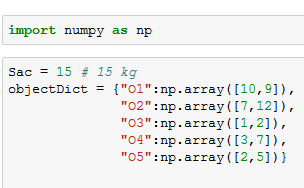 import numpy as np
Sac = 15 # 15 kg
objectDict = {"O1":np.array([10,9]),
"O2":np.array([7,12]),
"O3":np.array([1,2]),
"O4":np.array([3,7]),
"O5":np.array([2,5])}